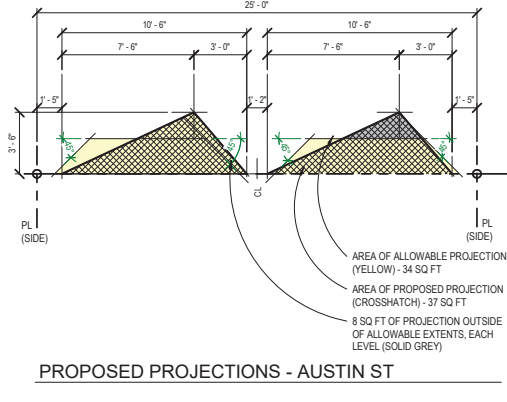 25' - 0"
10' - 6" 10' - 6"
7' - 6" 3' - 0" 7' - 6" 3' - 0"
1' - 5" 1' - 2" 1' - 5"
3' - 6"
45° 45° 45° 45°
CL
PL
(SIDE)
PL
(SIDE)
AREA OF ALLOWABLE PROJECTION
(YELLOW) - 34 SQ FT
AREA OF PROPOSED PROJECTION
(CROSSHATCH) - 37 SQ FT
8 SQ FT OF PROJECTION OUTSIDE
OF ALLOWABLE EXTENTS, EACH
LEVEL (SOLID GREY)
PROPOSED PROJECTIONS - AUSTIN ST